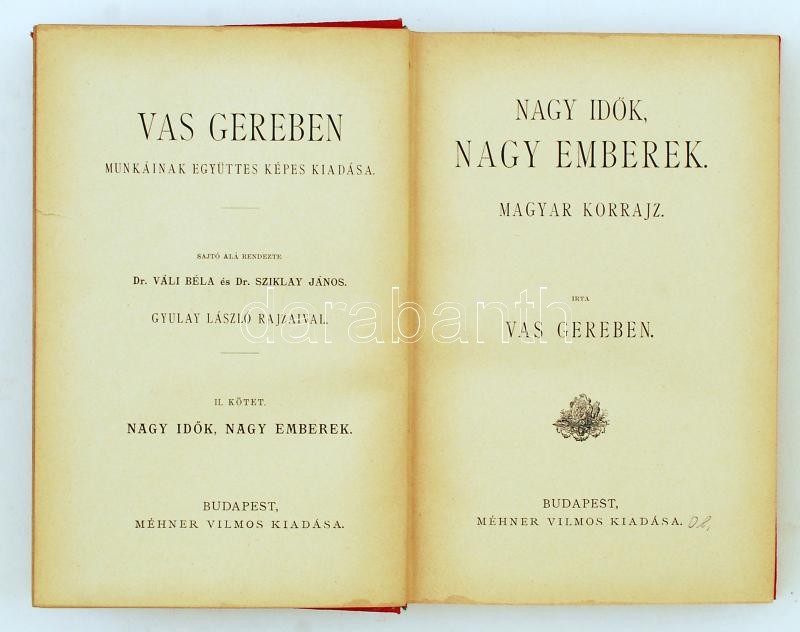 VAS GEREBEN
MUNKÁINAK EGYÜTTES KÉPES KIADÁSA.
SAJTÓ ALÁ RENDEZTE
Dr. VÁLI BÉLA és Dr. SZIKLAY JÁNOS.
GYULAY LÁSZLÓ RAJZAIVAL.
II. KÖTET.
NAGY IDŐK, NAGY EMBEREK.
BUDAPEST,
MÉHNER VILMOS KIADÁSA.
NAGY IDŐK,
NAGY EMBEREK.
MAGYAR KORRAJZ.
IRTA
VAS GEREBEN.
BUDAPEST,
MÉHNER VILMOS KIADÁSA.
darabanth